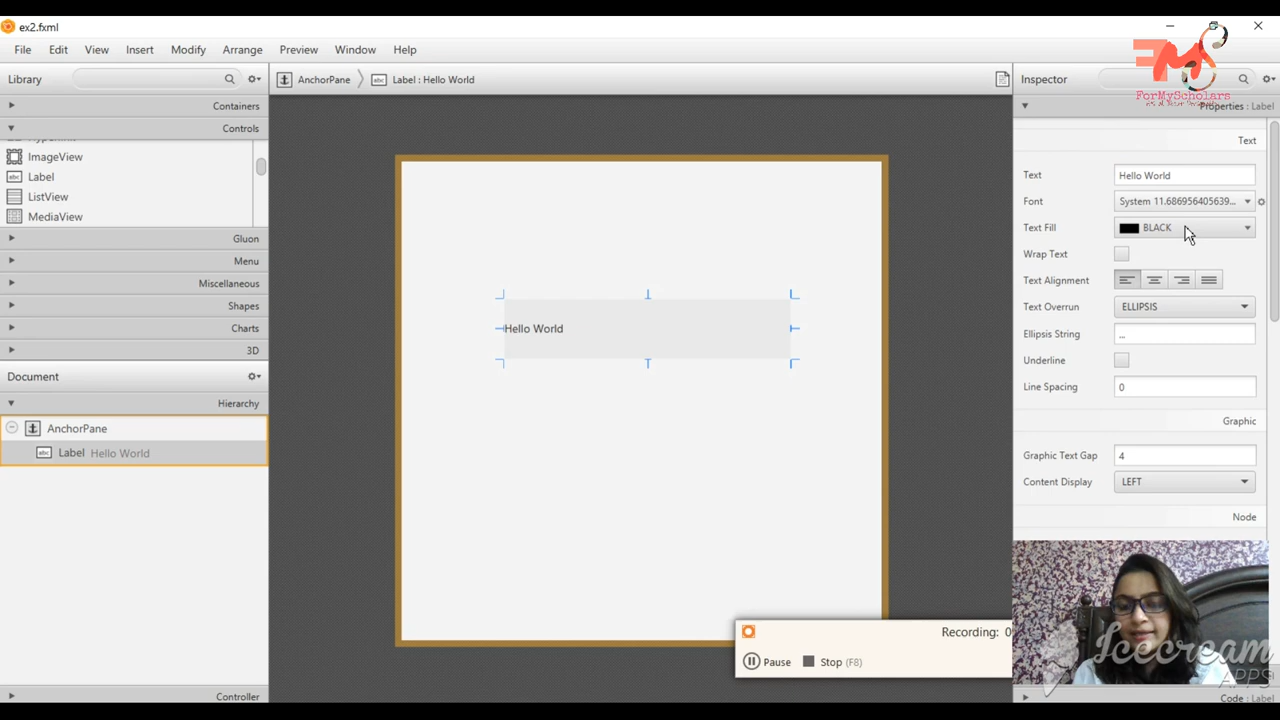 ex2.fxml
File Edit View Insert Modify Arrange Preview Window Help
Library
AnchorPane
Label : Hello World
Inspector
FM
ForMyScholars
Containers
Properties : Label
Controls
ImageView
Label
ListView
MediaView
Gluon
Menu
Miscellaneous
Shapes
Charts
3D
Document
Hierarchy
AnchorPane
Label Hello World
Controller
Hello World
Text
Text Hello World
Font System 11.686956405639...
Text Fill BLACK
Wrap Text
Text Alignment
Text Overrun ELLIPSIS
Ellipsis String ...
Underline
Line Spacing 0
Graphic
Graphic Text Gap 4
Content Display LEFT
Node
Recording: 0
Pause Stop (F8)
Icecream
APPS
Code : Label